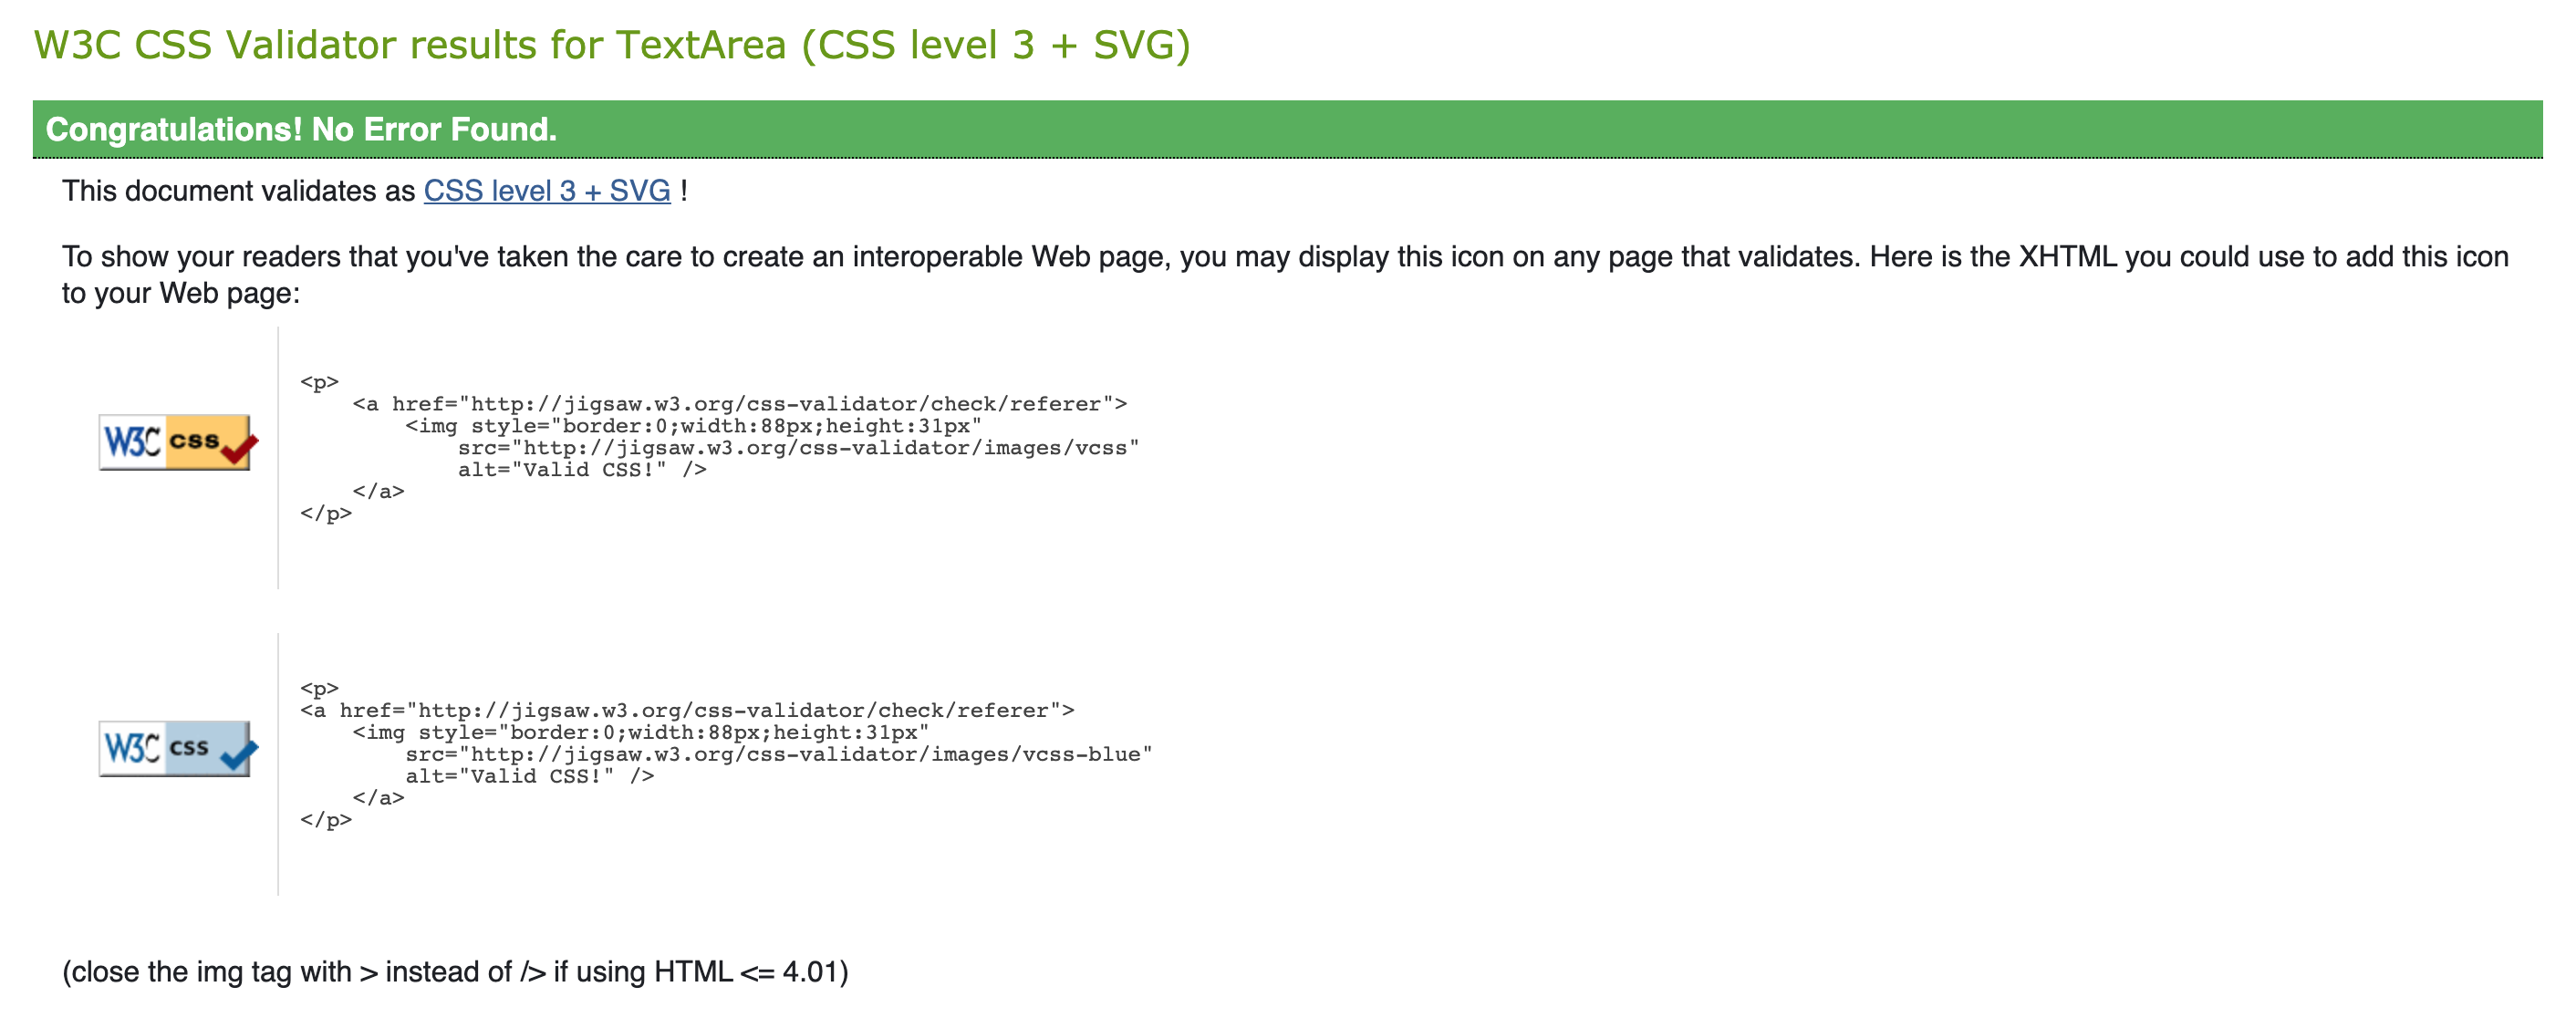 W3C CSS Validator results for TextArea (CSS level 3 + SVG)
Congratulations! No Error Found.
This document validates as CSS level 3 + SVG !
To show your readers that you've taken the care to create an interoperable Web page, you may display this icon on any page that validates. Here is the XHTML you could use to add this icon
to your Web page:
W3C css
<p>
    <a href="http://jigsaw.w3.org/css-validator/check/referer">
        <img style="border:0;width:88px;height:31px"
            src="http://jigsaw.w3.org/css-validator/images/vcss"
            alt="Valid CSS!" />
    </a>
</p>
W3C css
<p>
<a href="http://jigsaw.w3.org/css-validator/check/referer">
    <img style="border:0;width:88px;height:31px"
        src="http://jigsaw.w3.org/css-validator/images/vcss-blue"
        alt="Valid CSS!" />
    </a>
</p>
(close the img tag with > instead of /> if using HTML <= 4.01)